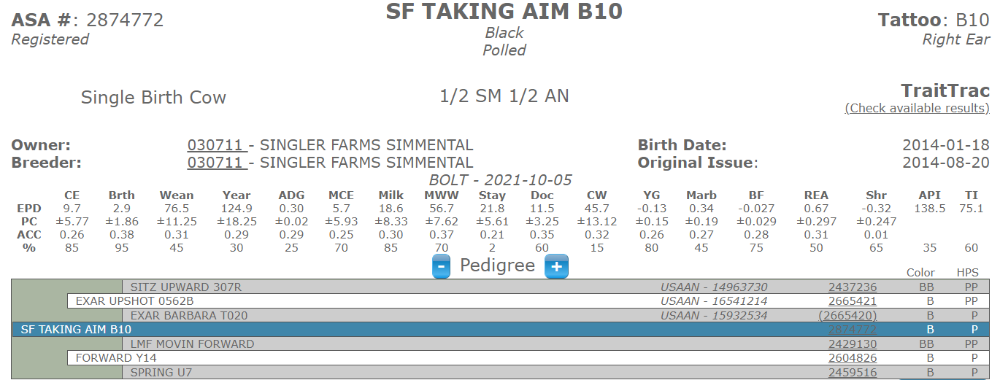 SF TAKING AIM B10
ASA #: 2874772
Tattoo: B10
Registered
Black
Right Ear
Polled
Single Birth Cow
1/2 SM 1/2 AN
TraitTrac
(Check available results)
Owner: 030711 - SINGLER FARMS SIMMENTAL Birth Date: 2014-01-18
Breeder: 030711 - SINGLER FARMS SIMMENTAL Original Issue: 2014-08-20
BOLT - 2021-10-05
CE Brth Wean Year ADG MCE Milk MWW Stay Doc CW YG Marb BF REA Shr API TI
EPD 9.7 2.9 76.5 124.9 0.30 5.7 18.6 56.7 21.8 11.5 45.7 -0.13 0.34 -0.027 0.67 -0.32 138.5 75.1
PC ±5.77 ±1.86 ±11.25 ±18.25 ±0.02 ±5.93 ±8.33 ±7.62 ±5.61 ±3.25 ±13.12 ±0.15 ±0.19 ±0.029 ±0.297 ±0.247
ACC 0.26 0.38 0.31 0.29 0.29 0.25 0.30 0.37 0.21 0.35 0.32 0.26 0.27 0.28 0.31 0.01
% 85 95 45 30 25 70 85 70 2 60 15 80 45 75 50 65 35 60
- Pedigree +
Color HPS
SITZ UPWARD 307R USAAN - 14963730 2437236 BB PP
EXAR UPSHOT 0562B USAAN - 16541214 2665421 B PP
EXAR BARBARA T020 USAAN - 15932534 (2665420) B P
SF TAKING AIM B10 2874772 B P
LMF MOVIN FORWARD 2429130 BB PP
FORWARD Y14 2604826 B P
SPRING U7 2459516 B P